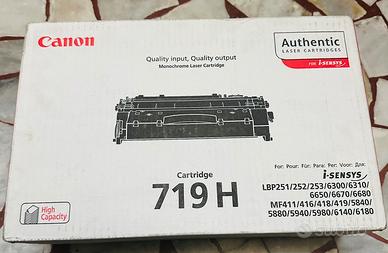 Canon
Quality input, Quality output
Monochrome Laser Cartridge
Authentic
LASER CARTRIDGES
FOR i-SENSYS
Cartridge
719 H
High
Capacity
For: Pour: Für: Para: Per: Voor: Для:
i-SENSYS
LBP251/252/253/6300/6310/
6650/6670/6680
MF411/416/418/419/5840/
5880/5940/5980/6140/6180